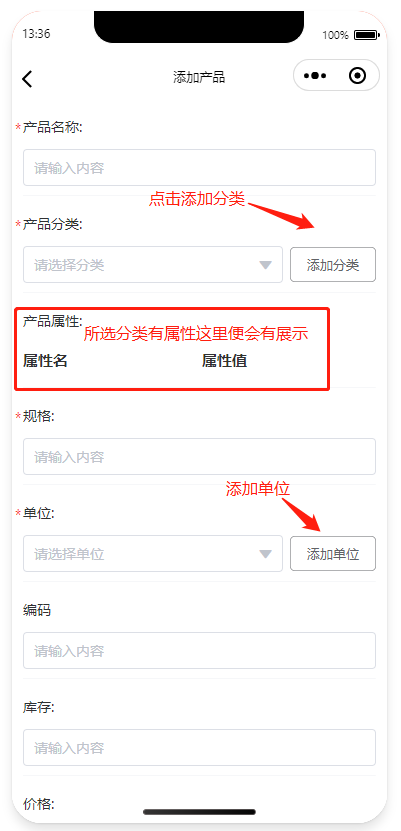 13:36
100%
添加产品
*产品名称:
请输入内容
点击添加分类
*产品分类:
请选择分类
添加分类
产品属性:
所选分类有属性这里便会有展示
属性名 属性值
*规格:
请输入内容
添加单位
*单位:
请选择单位
添加单位
编码
请输入内容
库存:
请输入内容
价格: